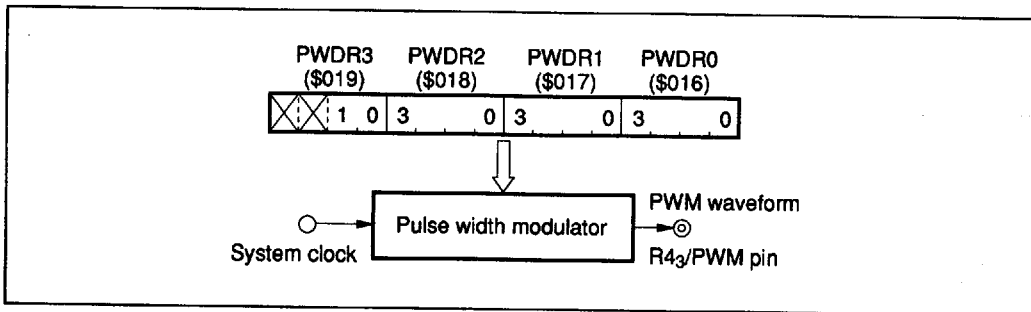 PWDR3 PWDR2 PWDR1 PWDR0
($019) ($018) ($017) ($016)
1 0 3 0 3 0 3 0
Pulse width modulator
System clock
PWM waveform
R4₃/PWM pin